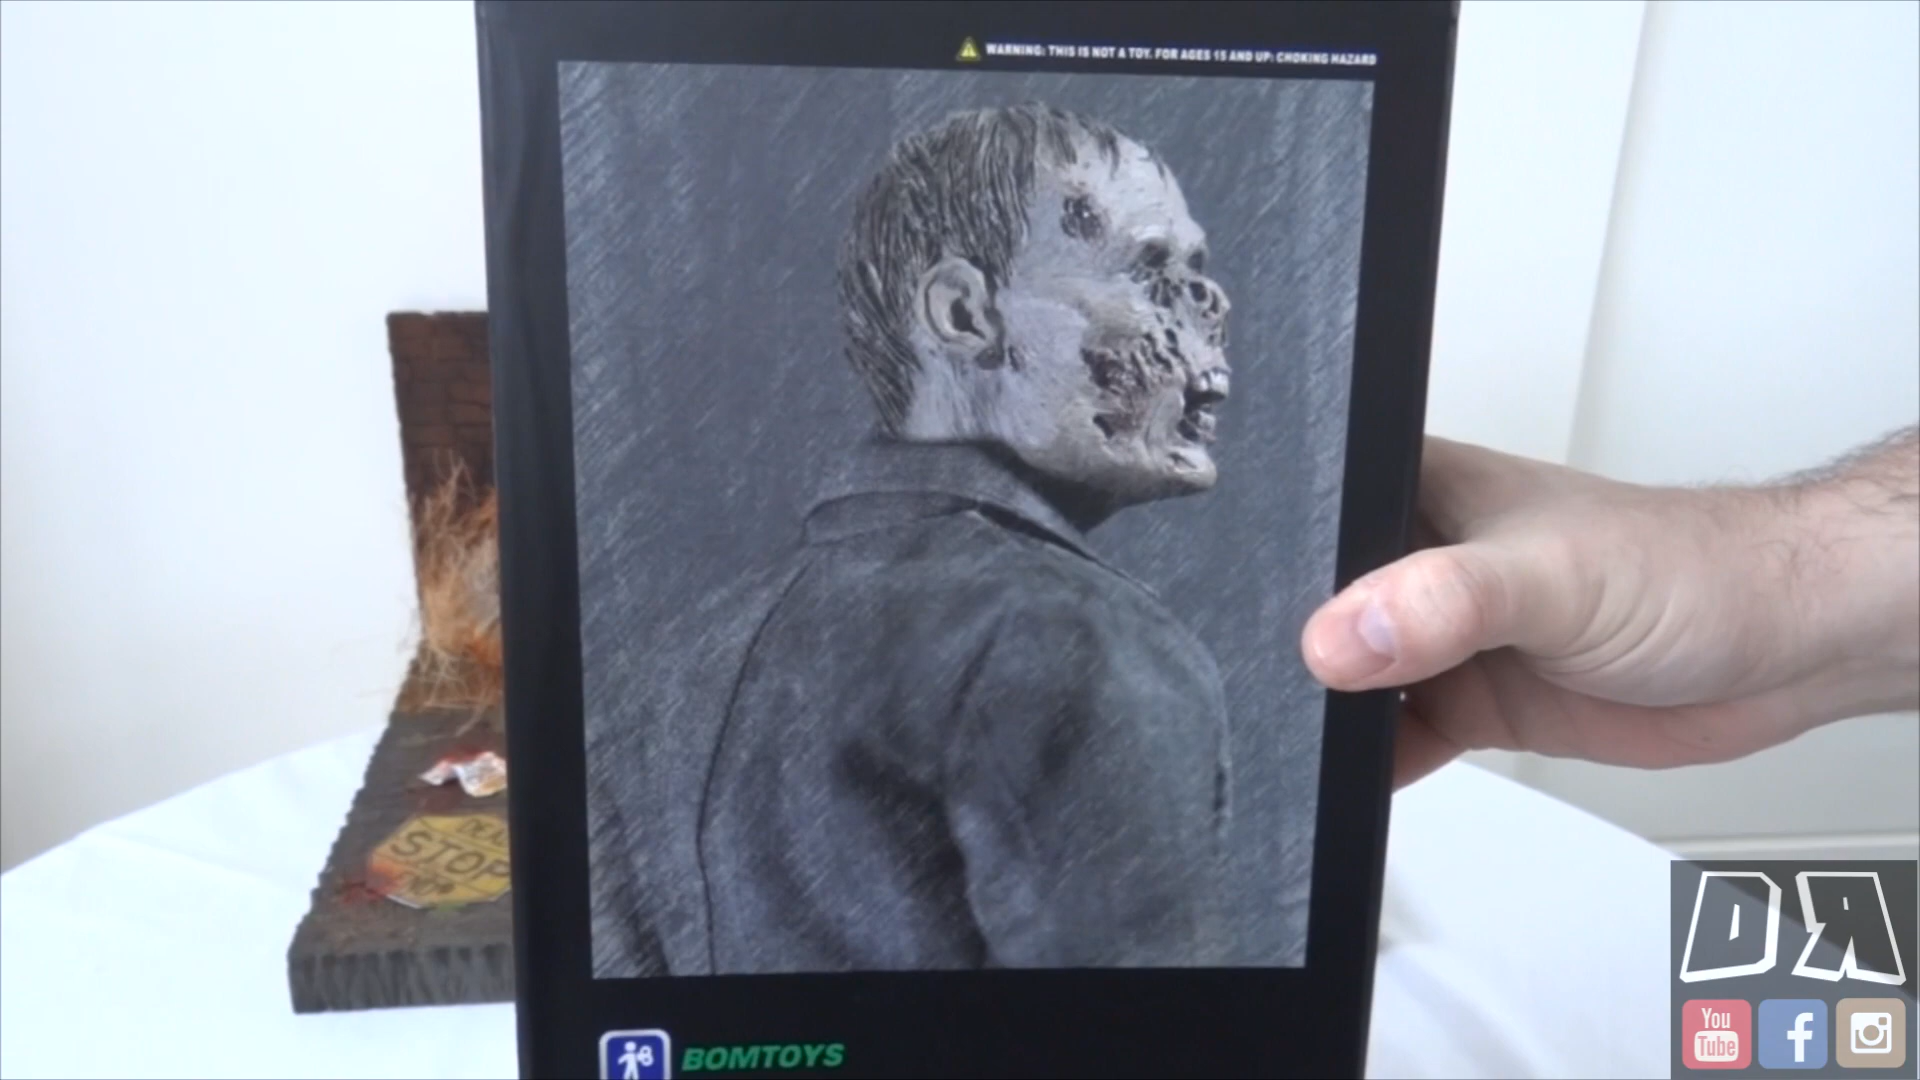 WARNING: THIS IS NOT A TOY. FOR AGES 15 AND UP: CHOKING HAZARD
STOP
BOMTOYS
DR
You
Tube
f